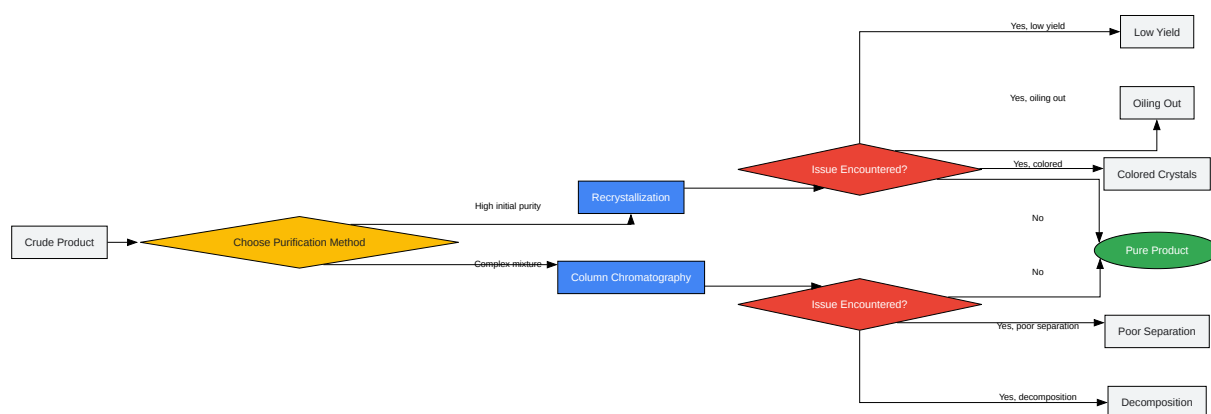 Yes, low yield
Low Yield
Yes, oiling out
Oiling Out
Issue Encountered?
Yes, colored
Colored Crystals
Recrystallization
High initial purity
No
Crude Product
Choose Purification Method
Pure Product
Complex mixture
Column Chromatography
No
Issue Encountered?
Yes, poor separation
Poor Separation
Yes, decomposition
Decomposition